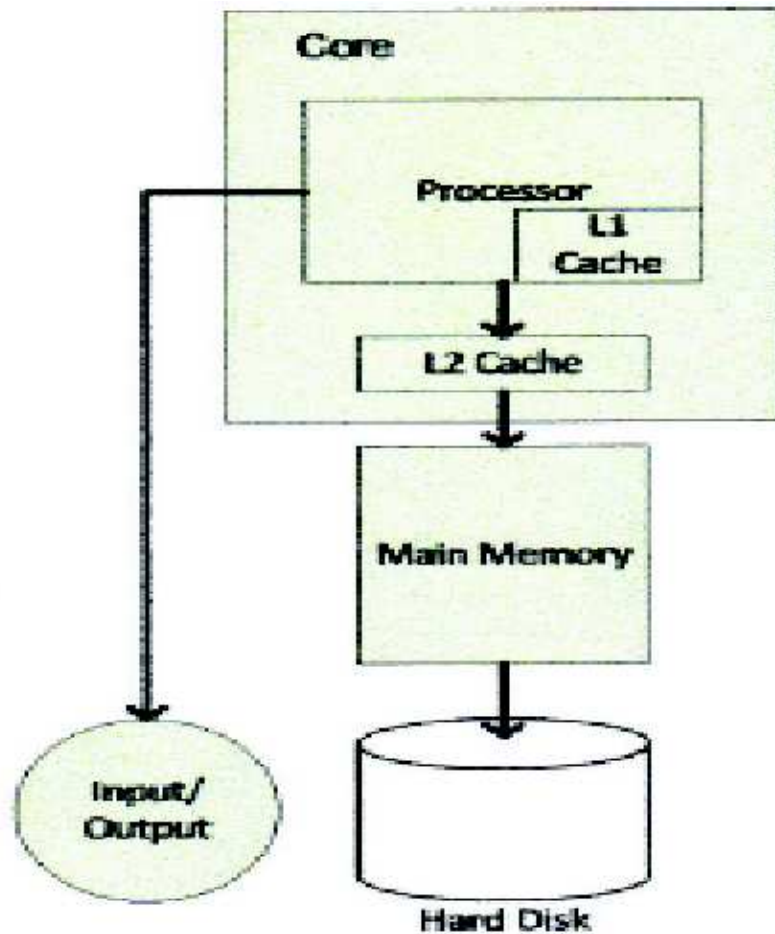 Core
Processor
L1
Cache
L2 Cache
Main Memory
Input/
Output
Hard Disk